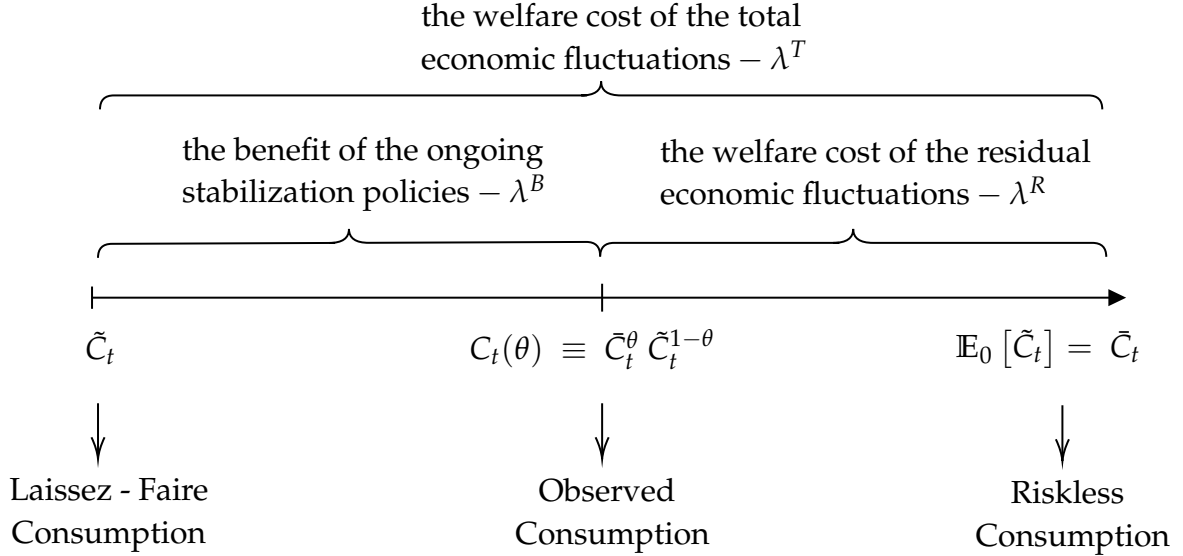 the welfare cost of the total
economic fluctuations − λ^T
the benefit of the ongoing
stabilization policies − λ^B
the welfare cost of the residual
economic fluctuations − λ^R
C̃_t
C_t(θ) ≡ C̄_t^θ C̃_t^{1−θ}
𝔼_0 [C̃_t] = C̄_t
Laissez - Faire
Consumption
Observed
Consumption
Riskless
Consumption